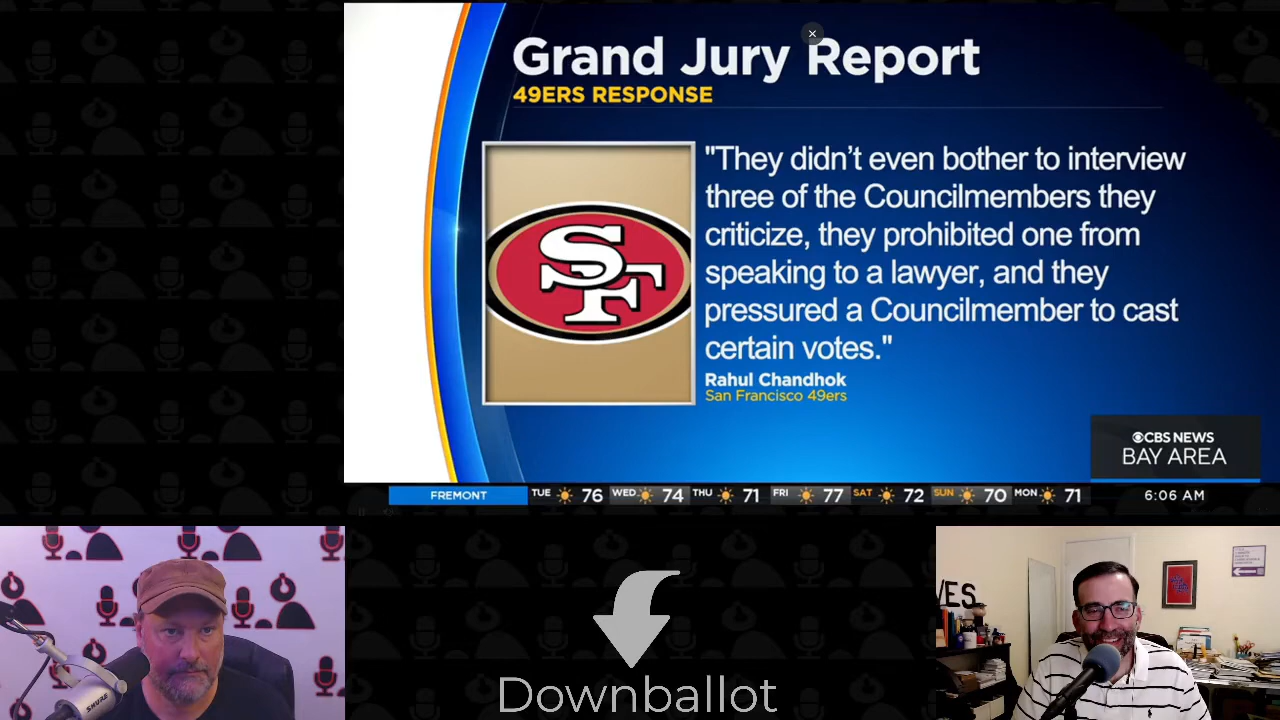 Grand Jury Report
49ERS RESPONSE
"They didn't even bother to interview
three of the Councilmembers they
criticize, they prohibited one from
speaking to a lawyer, and they
pressured a Councilmember to cast
certain votes."
Rahul Chandhok
San Francisco 49ers
SF
CBS NEWS
BAY AREA
FREMONT TUE 76 WED 74 THU 71 FRI 77 SAT 72 SUN 70 MON 71 6:06 AM
SHURE
VES
Downballot